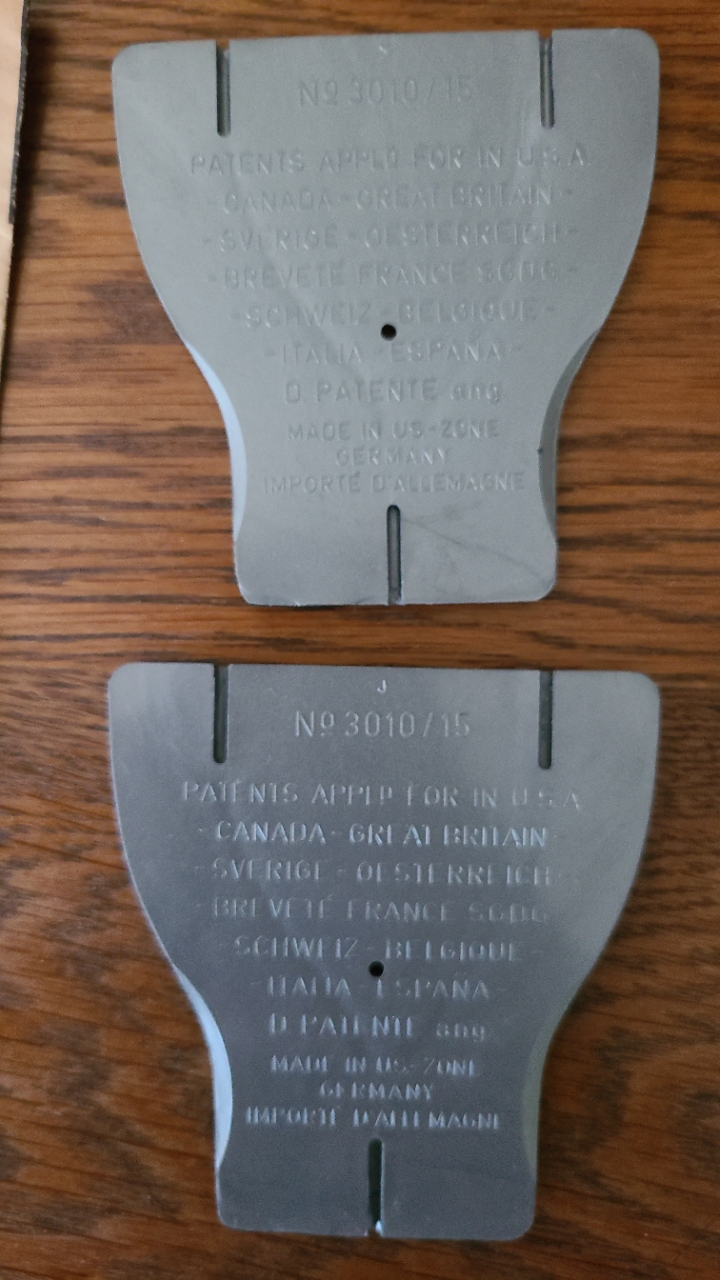 Nº 3010/15
PATENTS APPLD FOR IN U.S.A.
- CANADA - GREAT BRITAIN -
- SVERIGE - OESTERREICH -
- BREVETÉ FRANCE SGDG -
- SCHWEIZ - BELGIQUE -
- ITALIA - ESPAÑA -
D. PATENTE ang.
MADE IN US-ZONE
GERMANY
IMPORTÉ D'ALLEMAGNE
J
Nº 3010/15
PATENTS APPLD FOR IN U.S.A.
- CANADA - GREAT BRITAIN -
- SVERIGE - OESTERREICH -
- BREVETÉ FRANCE SGDG -
- SCHWEIZ - BELGIQUE -
- ITALIA - ESPAÑA -
D. PATENTE ang.
MADE IN US-ZONE
GERMANY
IMPORTÉ D'ALLEMAGNE